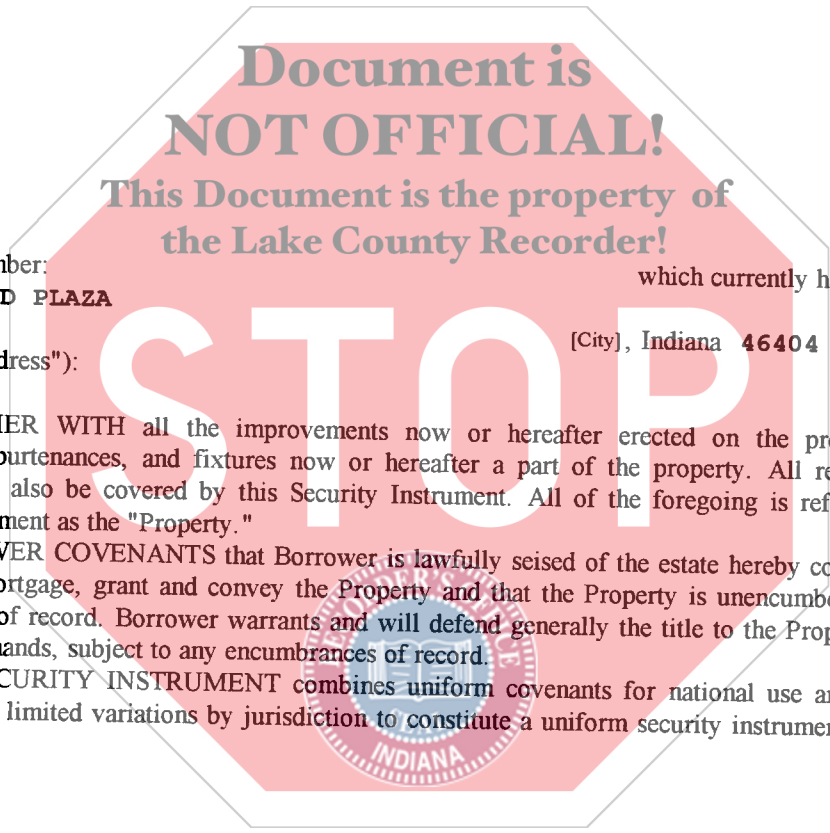 Document is
NOT OFFICIAL!
This Document is the property of
the Lake County Recorder!
nber:
which currently h
D PLAZA
[City], Indiana 46404
dress"):
STOP
IER WITH all the improvements now or hereafter erected on the pro
purtenances, and fixtures now or hereafter a part of the property. All re
also be covered by this Security Instrument. All of the foregoing is ref
ment as the "Property."
VER COVENANTS that Borrower is lawfully seised of the estate hereby co
ortgage, grant and convey the Property and that the Property is unencumbe
of record. Borrower warrants and will defend generally the title to the Prop
ands, subject to any encumbrances of record.
CURITY INSTRUMENT combines uniform covenants for national use an
limited variations by jurisdiction to constitute a uniform security instrumen
RECORDER'S OFFICE
INDIANA